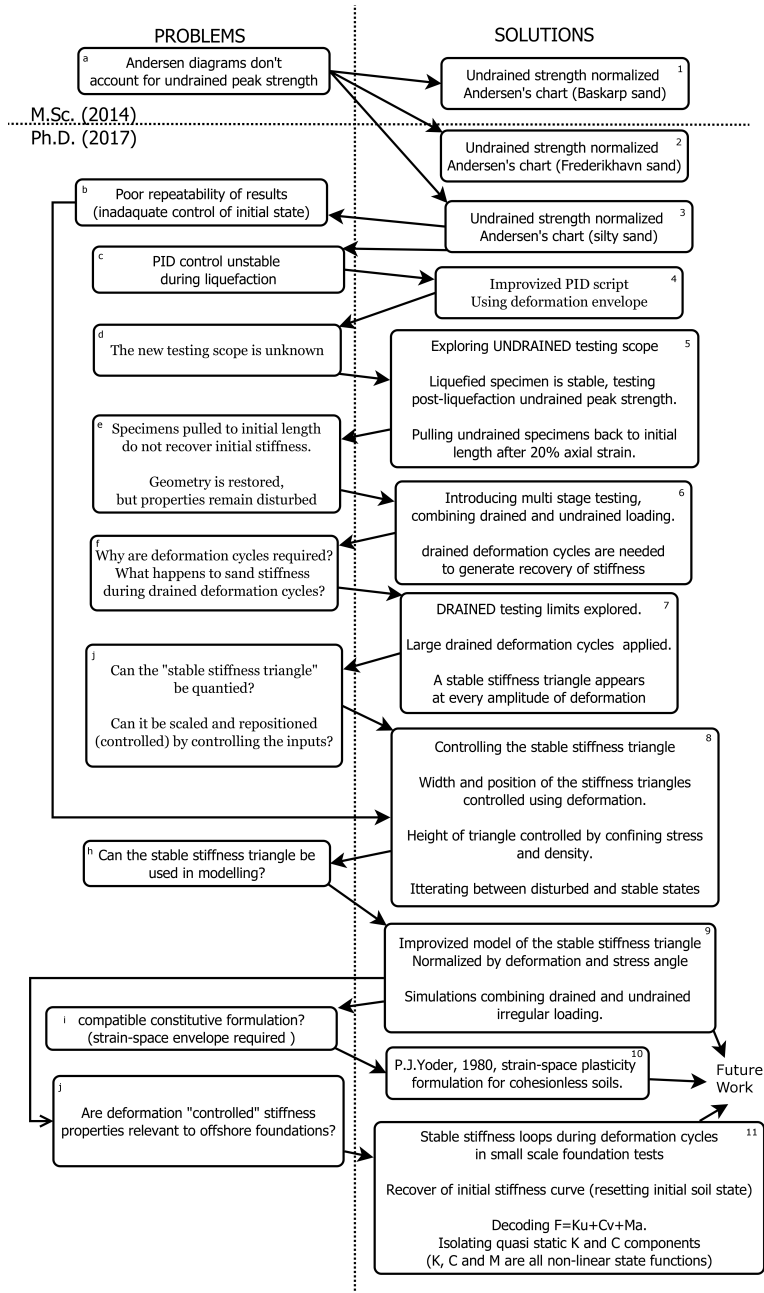 PROBLEMS
SOLUTIONS
a
Andersen diagrams don't
account for undrained peak strength
1
Undrained strength normalized
Andersen's chart (Baskarp sand)
M.Sc. (2014)
Ph.D. (2017)
2
Undrained strength normalized
Andersen's chart (Frederikhavn sand)
b
Poor repeatability of results
(inadaquate control of initial state)
3
Undrained strength normalized
Andersen's chart (silty sand)
c
PID control unstable
during liquefaction
4
Improvized PID script
Using deformation envelope
d
The new testing scope is unknown
5
Exploring UNDRAINED testing scope
Liquefied specimen is stable, testing
post-liquefaction undrained peak strength.
Pulling undrained specimens back to initial
length after 20% axial strain.
e
Specimens pulled to initial length
do not recover initial stiffness.
Geometry is restored,
but properties remain disturbed
6
Introducing multi stage testing,
combining drained and undrained loading.
drained deformation cycles are needed
to generate recovery of stiffness
f
Why are deformation cycles required?
What happens to sand stiffness
during drained deformation cycles?
7
DRAINED testing limits explored.
Large drained deformation cycles applied.
A stable stiffness triangle appears
at every amplitude of deformation
j
Can the "stable stiffness triangle"
be quantied?
Can it be scaled and repositioned
(controlled) by controlling the inputs?
8
Controlling the stable stiffness triangle
Width and position of the stiffness triangles
controlled using deformation.
Height of triangle controlled by confining stress
and density.
Itterating between disturbed and stable states
h
Can the stable stiffness triangle be
used in modelling?
9
Improvized model of the stable stiffness triangle
Normalized by deformation and stress angle
Simulations combining drained and undrained
irregular loading.
i
compatible constitutive formulation?
(strain-space envelope required )
10
P.J.Yoder, 1980, strain-space plasticity
formulation for cohesionless soils.
Future
Work
j
Are deformation "controlled" stiffness
properties relevant to offshore foundations?
11
Stable stiffness loops during deformation cycles
in small scale foundation tests
Recover of initial stiffness curve (resetting initial soil state)
Decoding F=Ku+Cv+Ma.
Isolating quasi static K and C components
(K, C and M are all non-linear state functions)